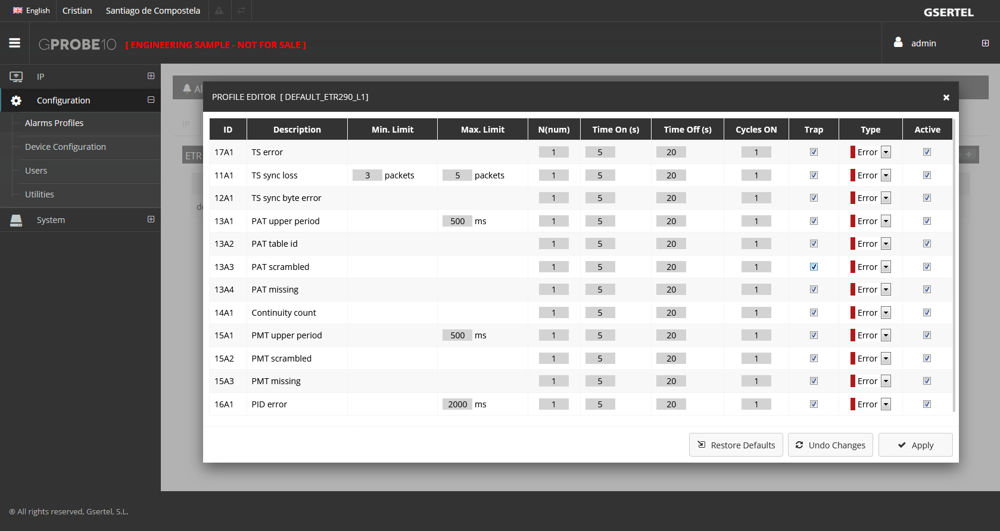 English Cristian Santiago de Compostela GSERTEL
GPROBE10 [ ENGINEERING SAMPLE - NOT FOR SALE ] admin
IP
Configuration
Alarms Profiles
Device Configuration
Users
Utilities
System
Al
IP
ETR
de
PROFILE EDITOR [ DEFAULT_ETR290_L1]
ID Description Min. Limit Max. Limit N(num) Time On (s) Time Off (s) Cycles ON Trap Type Active
17A1 TS error 1 5 20 1 Error
11A1 TS sync loss 3 packets 5 packets 1 5 20 1 Error
12A1 TS sync byte error 1 5 20 1 Error
13A1 PAT upper period 500 ms 1 5 20 1 Error
13A2 PAT table id 1 5 20 1 Error
13A3 PAT scrambled 1 5 20 1 Error
13A4 PAT missing 1 5 20 1 Error
14A1 Continuity count 1 5 20 1 Error
15A1 PMT upper period 500 ms 1 5 20 1 Error
15A2 PMT scrambled 1 5 20 1 Error
15A3 PMT missing 1 5 20 1 Error
16A1 PID error 2000 ms 1 5 20 1 Error
Restore Defaults Undo Changes Apply
® All rights reserved, Gsertel, S.L.